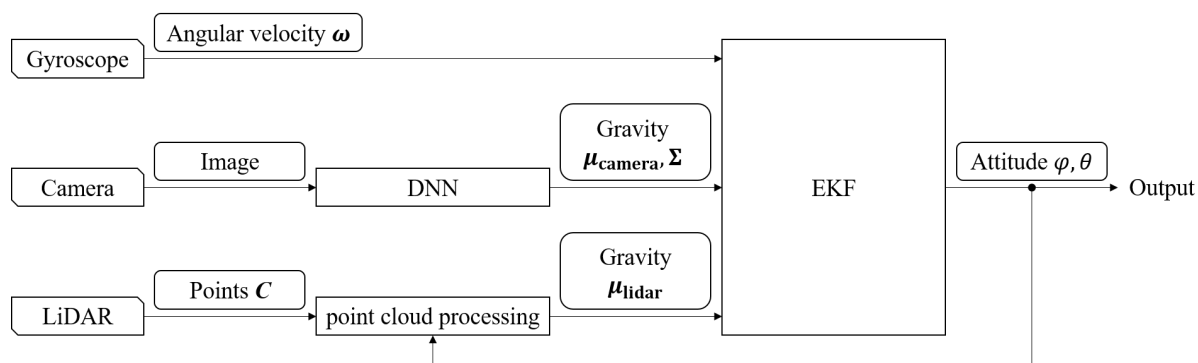 Angular velocity ω
Gyroscope
Image
Camera
DNN
Gravity
μcamera, Σ
EKF
Attitude φ, θ
Output
Points C
LiDAR
point cloud processing
Gravity
μlidar